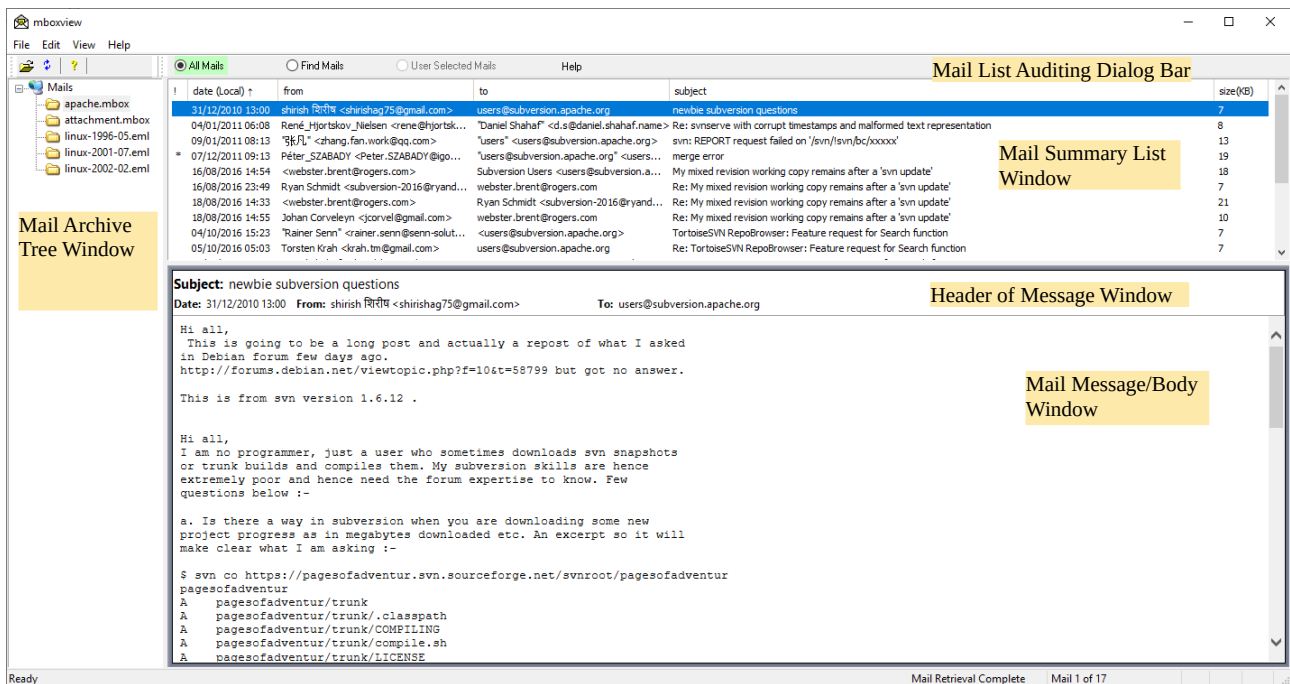 mboxview
File Edit View Help
All Mails Find Mails User Selected Mails Help
Mail List Auditing Dialog Bar
Mails
apache.mbox
attachment.mbox
linux-1996-05.eml
linux-2001-07.eml
linux-2002-02.eml
Mail Archive
Tree Window
! date (Local) ↑ from to subject size(KB)
31/12/2010 13:00 shirish शिरीष <shirishag75@gmail.com> users@subversion.apache.org newbie subversion questions 7
04/01/2011 06:08 René_Hjortskov_Nielsen <rene@hjortsk... "Daniel Shahaf" <d.s@daniel.shahaf.name> Re: svnserve with corrupt timestamps and malformed text representation 8
09/01/2011 08:13 "张凡" <zhang.fan.work@qq.com> "users" <users@subversion.apache.org> svn: REPORT request failed on '/svn/!svn/bc/xxxxx' 13
* 07/12/2011 09:13 Péter_SZABADY <Peter.SZABADY@igo... "users@subversion.apache.org" <users... merge error 19
16/08/2016 14:54 <webster.brent@rogers.com> Subversion Users <users@subversion.a... My mixed revision working copy remains after a 'svn update' 18
16/08/2016 23:49 Ryan Schmidt <subversion-2016@ryand... webster.brent@rogers.com Re: My mixed revision working copy remains after a 'svn update' 7
18/08/2016 14:33 <webster.brent@rogers.com> Ryan Schmidt <subversion-2016@ryand... Re: My mixed revision working copy remains after a 'svn update' 21
18/08/2016 14:55 Johan Corveleyn <jcorvel@gmail.com> webster.brent@rogers.com Re: My mixed revision working copy remains after a 'svn update' 10
04/10/2016 15:23 "Rainer Senn" <rainer.senn@senn-solut... <users@subversion.apache.org> TortoiseSVN RepoBrowser: Feature request for Search function 7
05/10/2016 05:03 Torsten Krah <krah.tm@gmail.com> users@subversion.apache.org Re: TortoiseSVN RepoBrowser: Feature request for Search function 7
Mail Summary List
Window
Subject: newbie subversion questions
Date: 31/12/2010 13:00 From: shirish शिरीष <shirishag75@gmail.com> To: users@subversion.apache.org
Header of Message Window
Hi all,
This is going to be a long post and actually a repost of what I asked
in Debian forum few days ago.
http://forums.debian.net/viewtopic.php?f=10&t=58799 but got no answer.
This is from svn version 1.6.12 .
Hi all,
I am no programmer, just a user who sometimes downloads svn snapshots
or trunk builds and compiles them. My subversion skills are hence
extremely poor and hence need the forum expertise to know. Few
questions below :-
a. Is there a way in subversion when you are downloading some new
project progress as in megabytes downloaded etc. An excerpt so it will
make clear what I am asking :-
$ svn co https://pagesofadventur.svn.sourceforge.net/svnroot/pagesofadventur
pagesofadventur
A pagesofadventur/trunk
A pagesofadventur/trunk/.classpath
A pagesofadventur/trunk/COMPILING
A pagesofadventur/trunk/compile.sh
A pagesofadventur/trunk/LICENSE
Mail Message/Body
Window
Ready Mail Retrieval Complete Mail 1 of 17